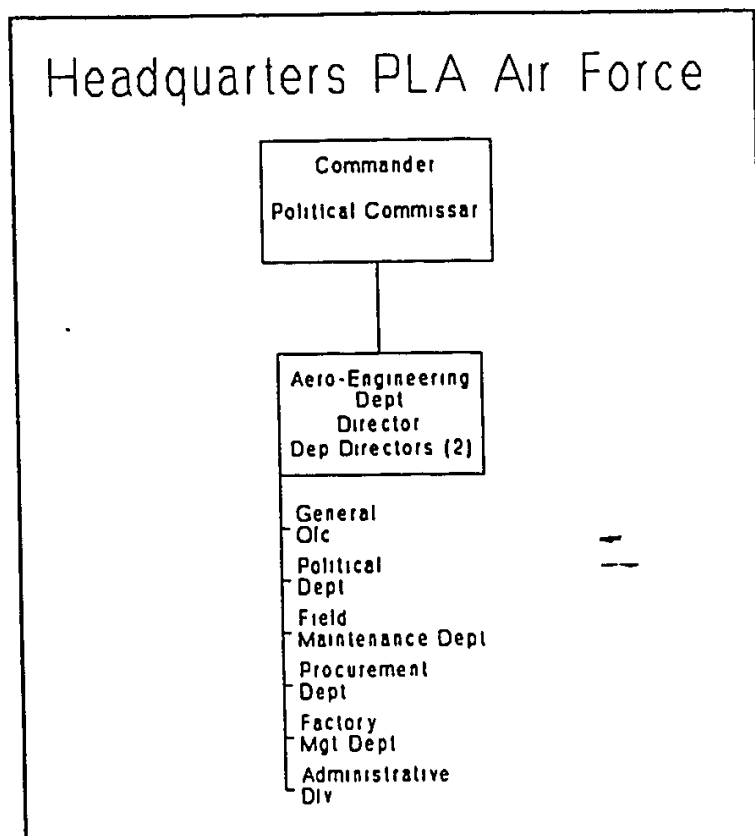 Headquarters PLA Air Force
Commander
Political Commissar
Aero-Engineering
Dept
Director
Dep Directors (2)
General
Ofc
Political
Dept
Field
Maintenance Dept
Procurement
Dept
Factory
Mgt Dept
Administrative
Div